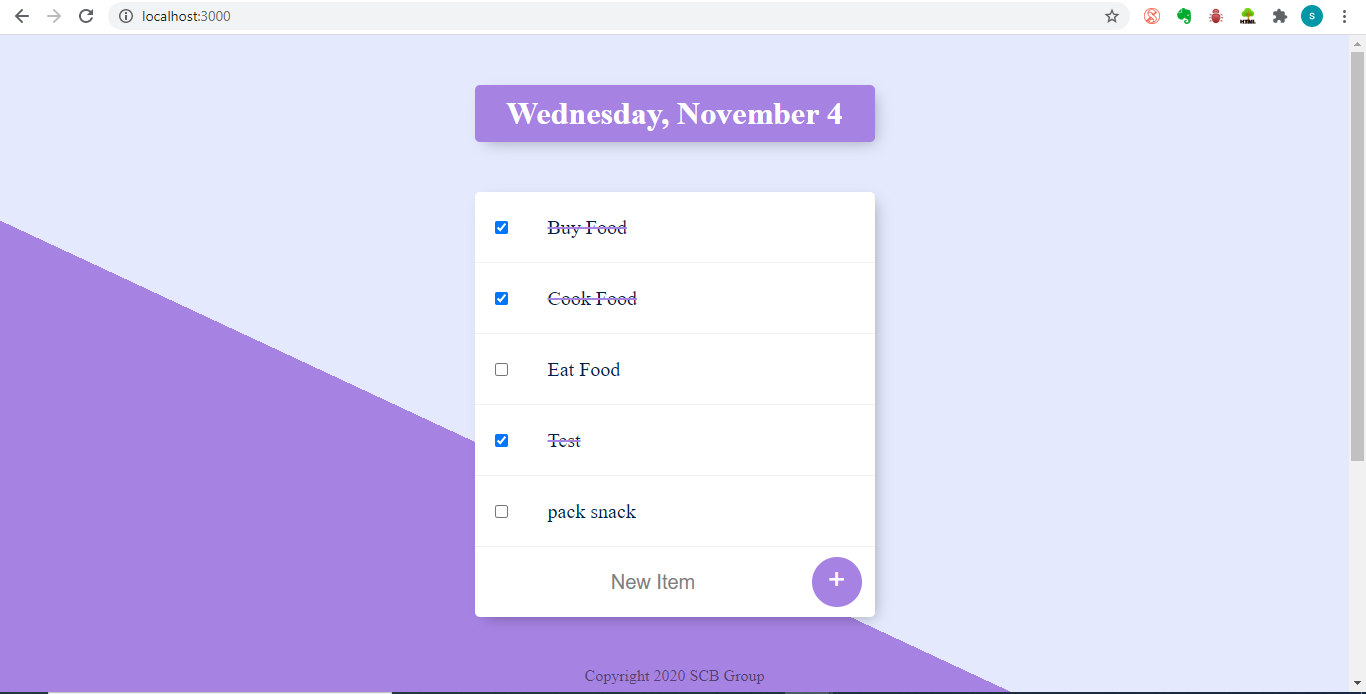 localhost:3000
HTML
S
Wednesday, November 4
Buy Food
Cook Food
Eat Food
Test
pack snack
New Item
+
Copyright 2020 SCB Group